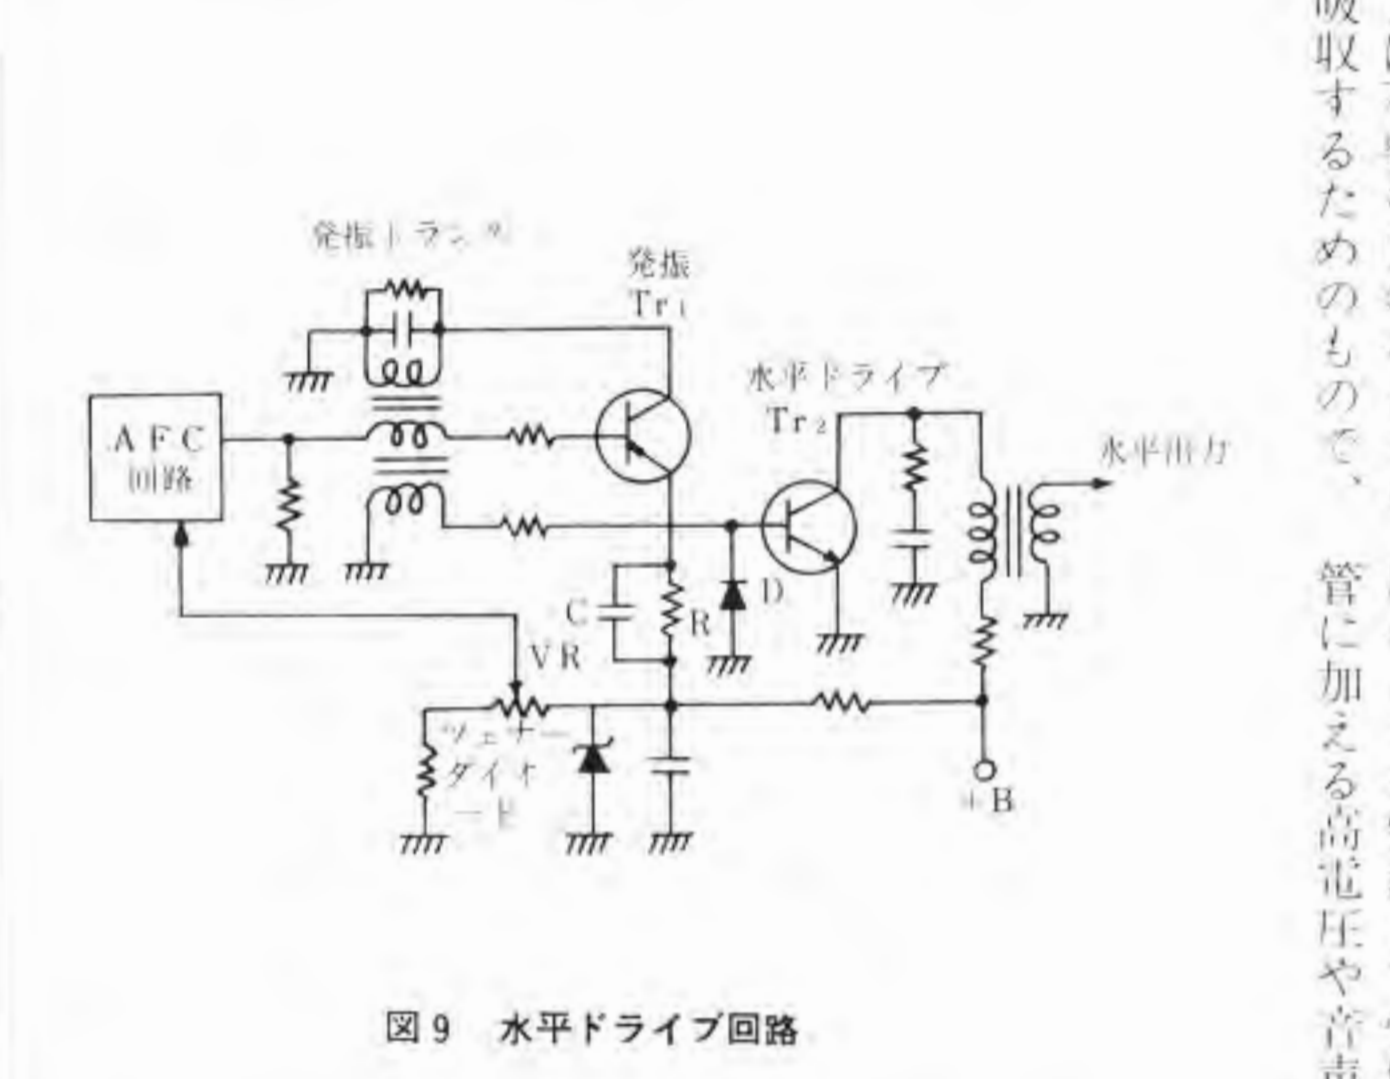 発振トランス
発振
Tr1
水平ドライブ
Tr2
水平出力
AFC
回路
C
R
D
VR
ツェナー
ダイオ
ード
+B
図9 水平ドライブ回路
吸収するためのもので、
管に加える高電圧や音声